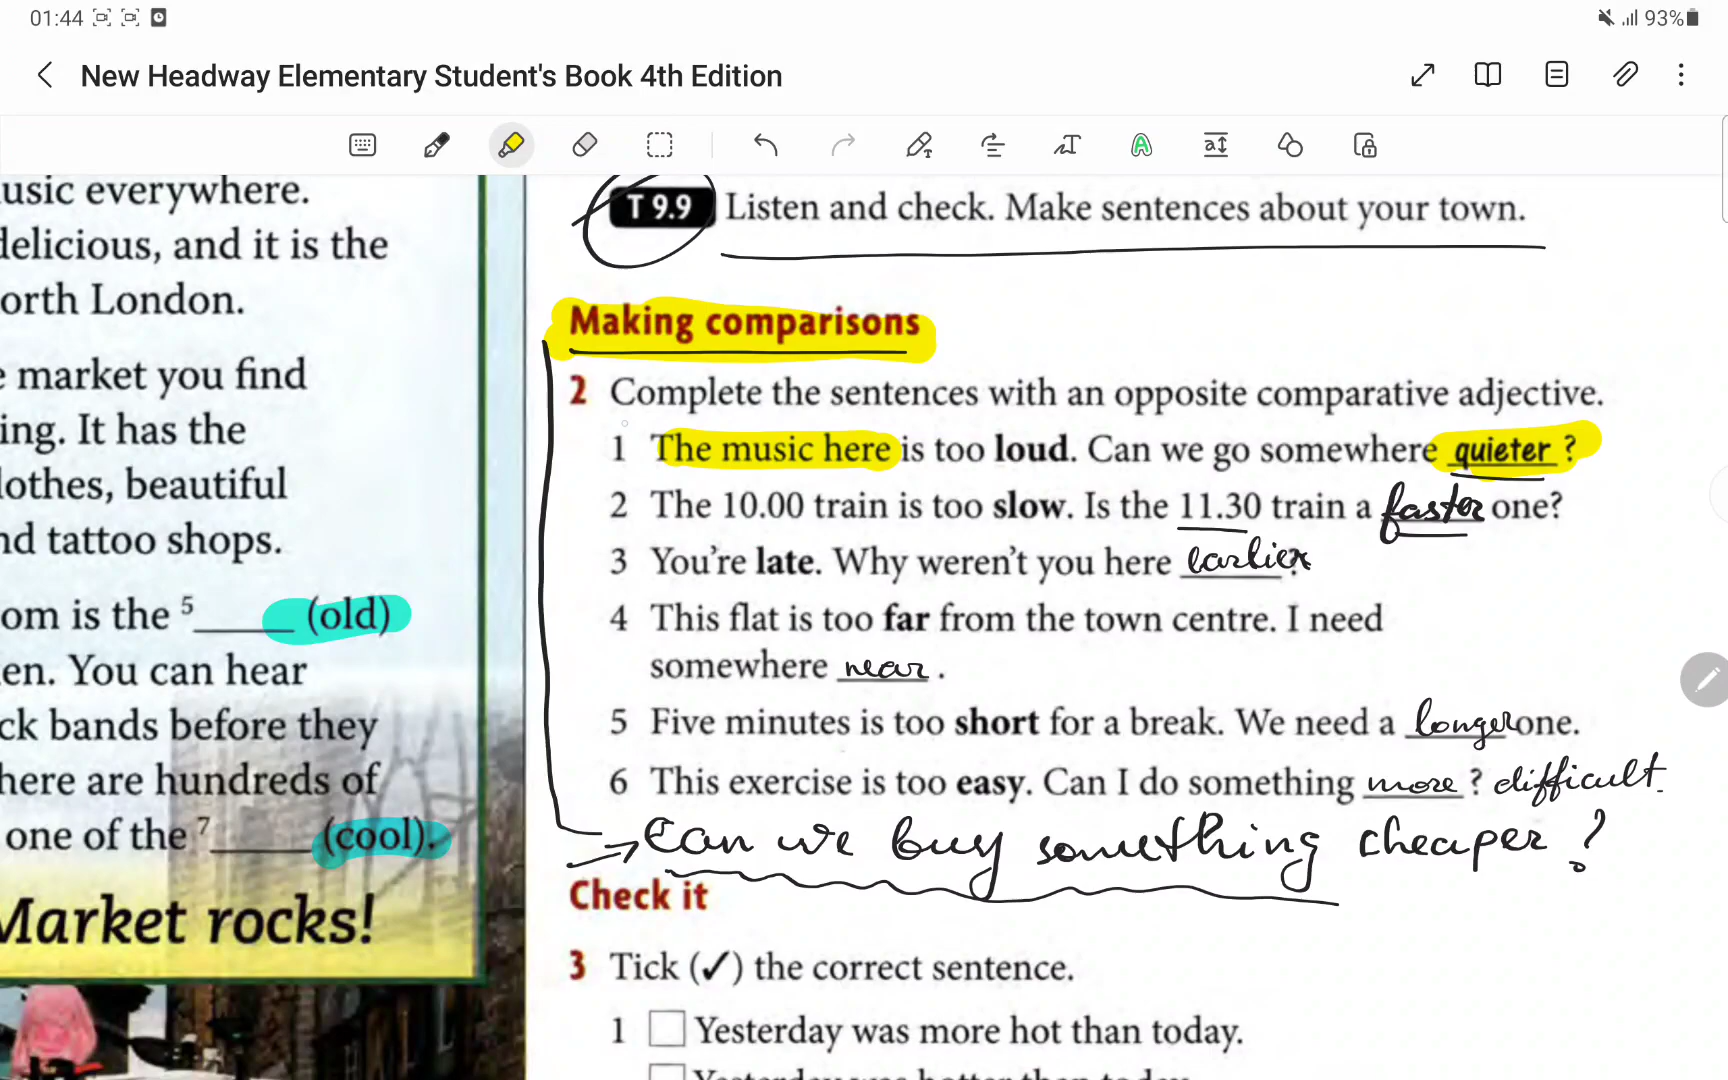 01:44
93%
New Headway Elementary Student's Book 4th Edition
usic everywhere.
delicious, and it is the
orth London.
e market you find
ing. It has the
lothes, beautiful
nd tattoo shops.
om is the 5 ______ (old)
en. You can hear
ck bands before they
here are hundreds of
one of the 7 ______ (cool).
Market rocks!
T 9.9 Listen and check. Make sentences about your town.
Making comparisons
2 Complete the sentences with an opposite comparative adjective.
1 The music here is too loud. Can we go somewhere quieter ?
2 The 10.00 train is too slow. Is the 11.30 train a faster one?
3 You're late. Why weren't you here earlier?
4 This flat is too far from the town centre. I need
somewhere near .
5 Five minutes is too short for a break. We need a longer one.
6 This exercise is too easy. Can I do something more ? difficult.
Can we buy something cheaper ?
Check it
3 Tick (✓) the correct sentence.
1 Yesterday was more hot than today.
Yesterday was hotter than today.